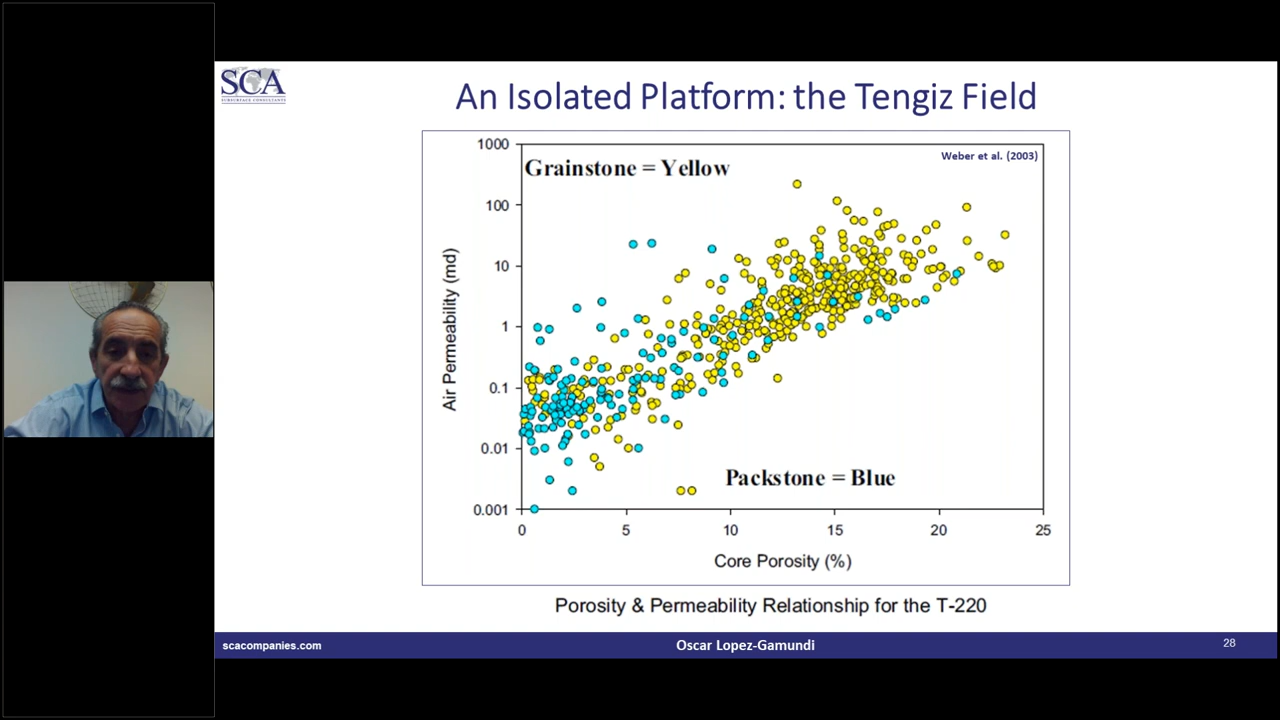 SCA
SUBSURFACE CONSULTANTS
An Isolated Platform: the Tengiz Field
Weber et al. (2003)
Grainstone = Yellow
Packstone = Blue
Air Permeability (md)
1000
100
10
1
0.1
0.01
0.001
0 5 10 15 20 25
Core Porosity (%)
Porosity & Permeability Relationship for the T-220
scacompanies.com
Oscar Lopez-Gamundi
28